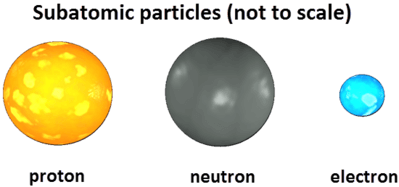 Subatomic particles (not to scale)
proton neutron electron